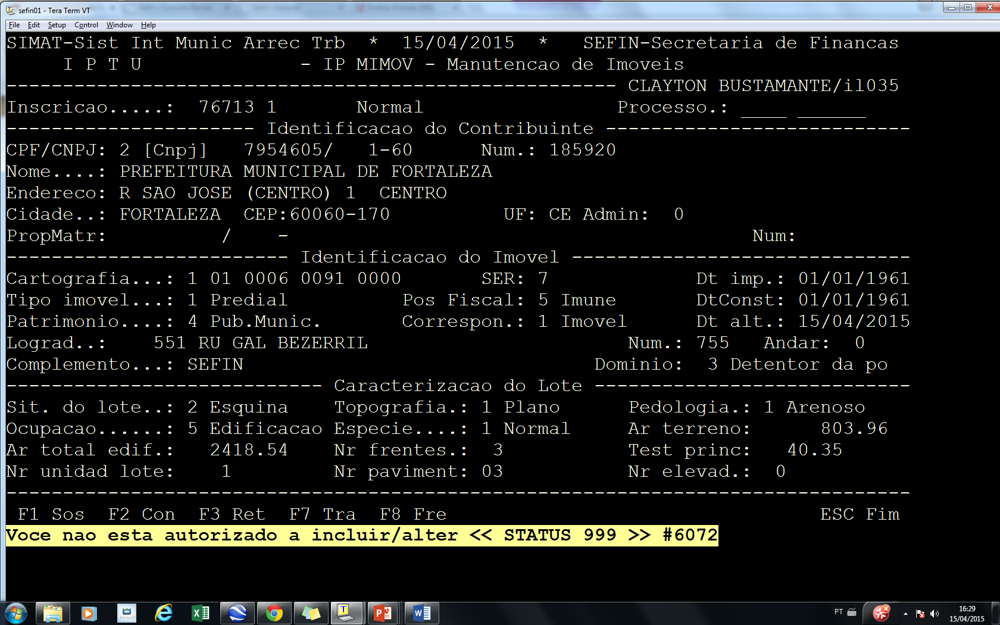 sefin01 - Tera Term VT
File Edit Setup Control Window Help
SIMAT-Sist Int Munic Arrec Trb * 15/04/2015 * SEFIN-Secretaria de Financas
I P T U - IP MIMOV - Manutencao de Imoveis
------------------------------------------------------ CLAYTON BUSTAMANTE/il035
Inscricao.....: 76713 1 Normal Processo.: ____ ______
---------------------- Identificacao do Contribuinte ---------------------------
CPF/CNPJ: 2 [Cnpj] 7954605/ 1-60 Num.: 185920
Nome....: PREFEITURA MUNICIPAL DE FORTALEZA
Endereco: R SAO JOSE (CENTRO) 1 CENTRO
Cidade..: FORTALEZA CEP:60060-170 UF: CE Admin: 0
PropMatr: / - Num:
------------------------- Identificacao do Imovel ------------------------------
Cartografia...: 1 01 0006 0091 0000 SER: 7 Dt imp.: 01/01/1961
Tipo imovel...: 1 Predial Pos Fiscal: 5 Imune DtConst: 01/01/1961
Patrimonio....: 4 Pub.Munic. Correspon.: 1 Imovel Dt alt.: 15/04/2015
Lograd..: 551 RU GAL BEZERRIL Num.: 755 Andar: 0
Complemento...: SEFIN Dominio: 3 Detentor da po
---------------------------- Caracterizacao do Lote ----------------------------
Sit. do lote..: 2 Esquina Topografia.: 1 Plano Pedologia.: 1 Arenoso
Ocupacao......: 5 Edificacao Especie....: 1 Normal Ar terreno: 803.96
Ar total edif.: 2418.54 Nr frentes.: 3 Test princ: 40.35
Nr unidad lote: 1 Nr paviment: 03 Nr elevad.: 0
--------------------------------------------------------------------------------
F1 Sos F2 Con F3 Ret F7 Tra F8 Fre ESC Fim
Voce nao esta autorizado a incluir/alter << STATUS 999 >> #6072
PT 16:29
15/04/2015